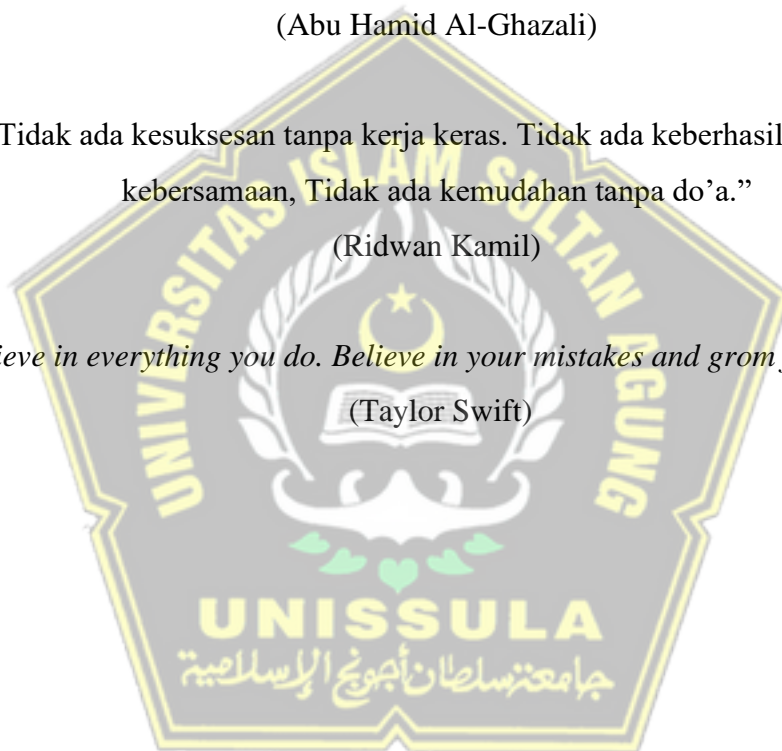 (Abu Hamid Al-Ghazali)
Tidak ada kesuksesan tanpa kerja keras. Tidak ada
kebersamaan, Tidak ada kemudahan tanpa do’a.”
(Ridwan Kamil)
in everything you do. Believe in your mistakes and grom
(Taylor Swift)
UNIVERSITAS ISLAM SULTAN AGUNG
UNISSULA
جامعة سلطان أجونج الإسلامية